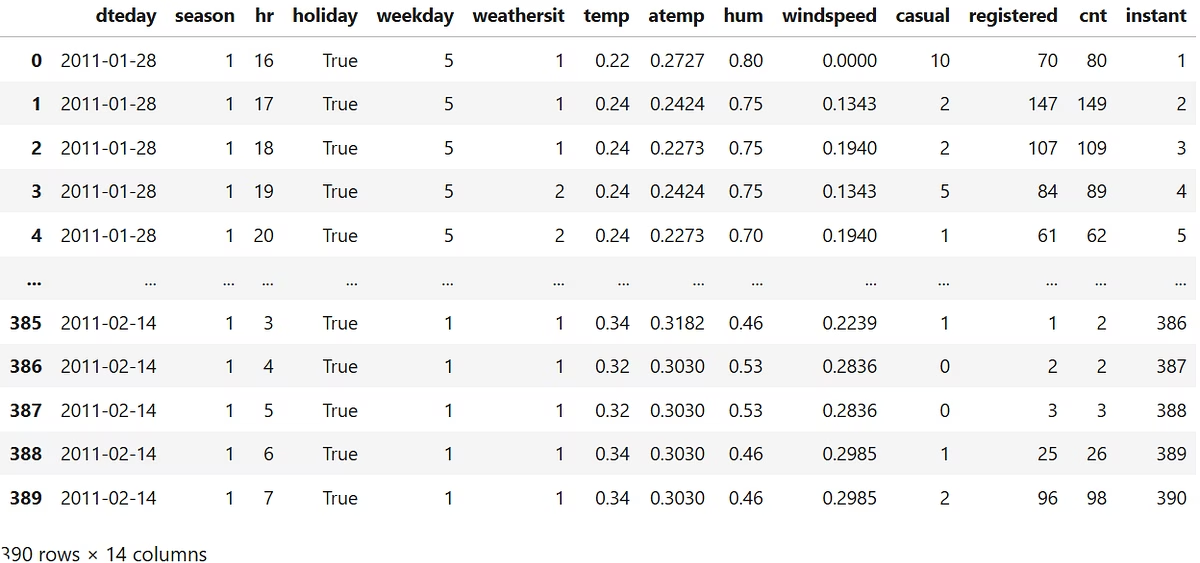 dteday season hr holiday weekday weathersit temp atemp hum windspeed casual registered cnt instant
0 2011-01-28 1 16 True 5 1 0.22 0.2727 0.80 0.0000 10 70 80 1
1 2011-01-28 1 17 True 5 1 0.24 0.2424 0.75 0.1343 2 147 149 2
2 2011-01-28 1 18 True 5 1 0.24 0.2273 0.75 0.1940 2 107 109 3
3 2011-01-28 1 19 True 5 2 0.24 0.2424 0.75 0.1343 5 84 89 4
4 2011-01-28 1 20 True 5 2 0.24 0.2273 0.70 0.1940 1 61 62 5
... ... ... ... ... ... ... ... ... ... ... ... ... ... ...
385 2011-02-14 1 3 True 1 1 0.34 0.3182 0.46 0.2239 1 1 2 386
386 2011-02-14 1 4 True 1 1 0.32 0.3030 0.53 0.2836 0 2 2 387
387 2011-02-14 1 5 True 1 1 0.32 0.3030 0.53 0.2836 0 3 3 388
388 2011-02-14 1 6 True 1 1 0.34 0.3030 0.46 0.2985 1 25 26 389
389 2011-02-14 1 7 True 1 1 0.34 0.3030 0.46 0.2985 2 96 98 390
390 rows × 14 columns